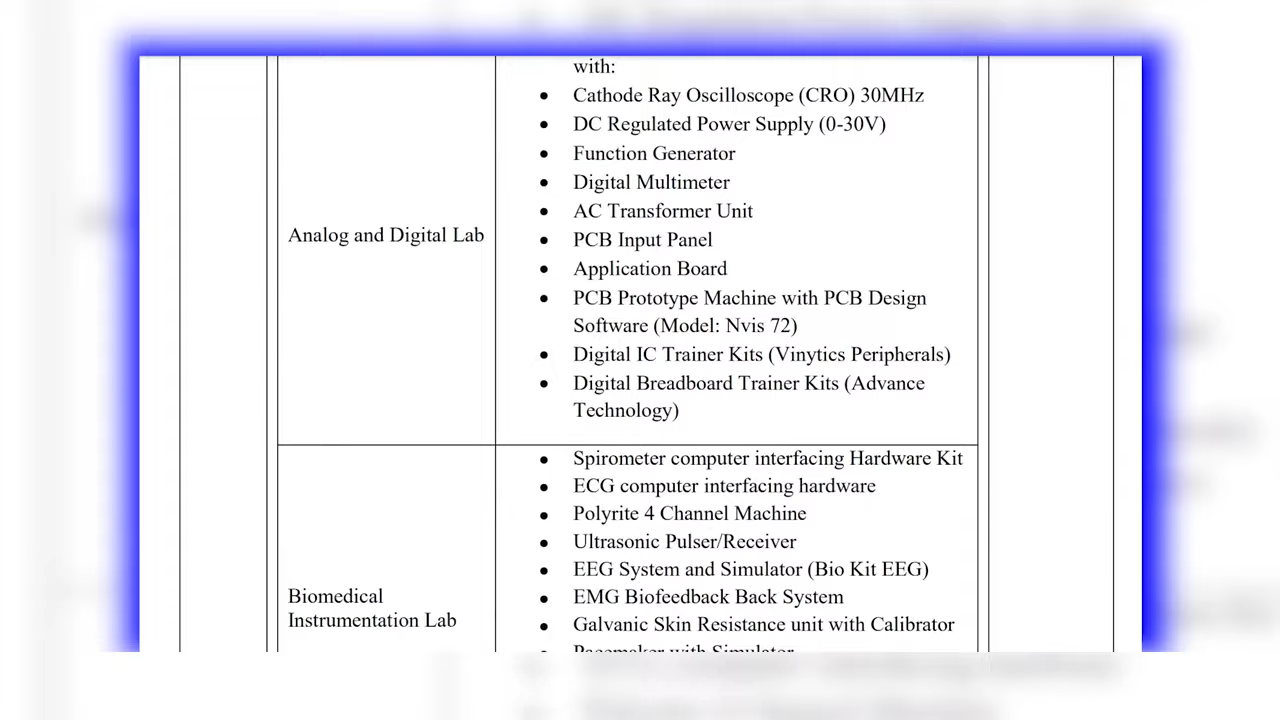 with:
• Cathode Ray Oscilloscope (CRO) 30MHz
• DC Regulated Power Supply (0-30V)
• Function Generator
• Digital Multimeter
• AC Transformer Unit
Analog and Digital Lab
• PCB Input Panel
• Application Board
• PCB Prototype Machine with PCB Design
Software (Model: Nvis 72)
• Digital IC Trainer Kits (Vinytics Peripherals)
• Digital Breadboard Trainer Kits (Advance
Technology)
• Spirometer computer interfacing Hardware Kit
• ECG computer interfacing hardware
• Polyrite 4 Channel Machine
• Ultrasonic Pulser/Receiver
• EEG System and Simulator (Bio Kit EEG)
Biomedical
Instrumentation Lab
• EMG Biofeedback Back System
• Galvanic Skin Resistance unit with Calibrator
• Pacemaker with Simulator